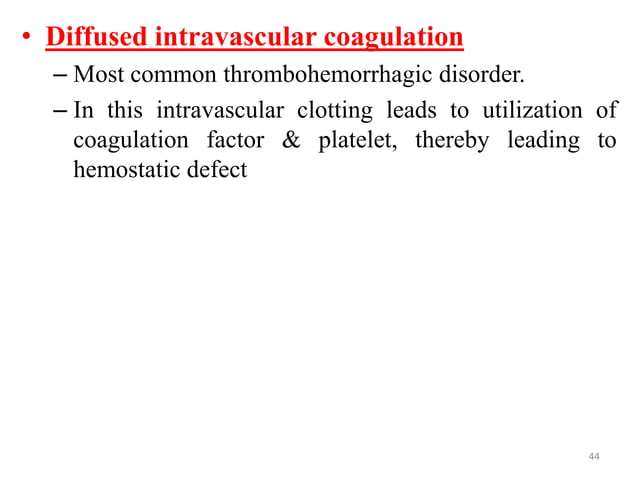 • Diffused intravascular coagulation
– Most common thrombohemorrhagic disorder.
– In this intravascular clotting leads to utilization of
coagulation factor & platelet, thereby leading to
hemostatic defect
44